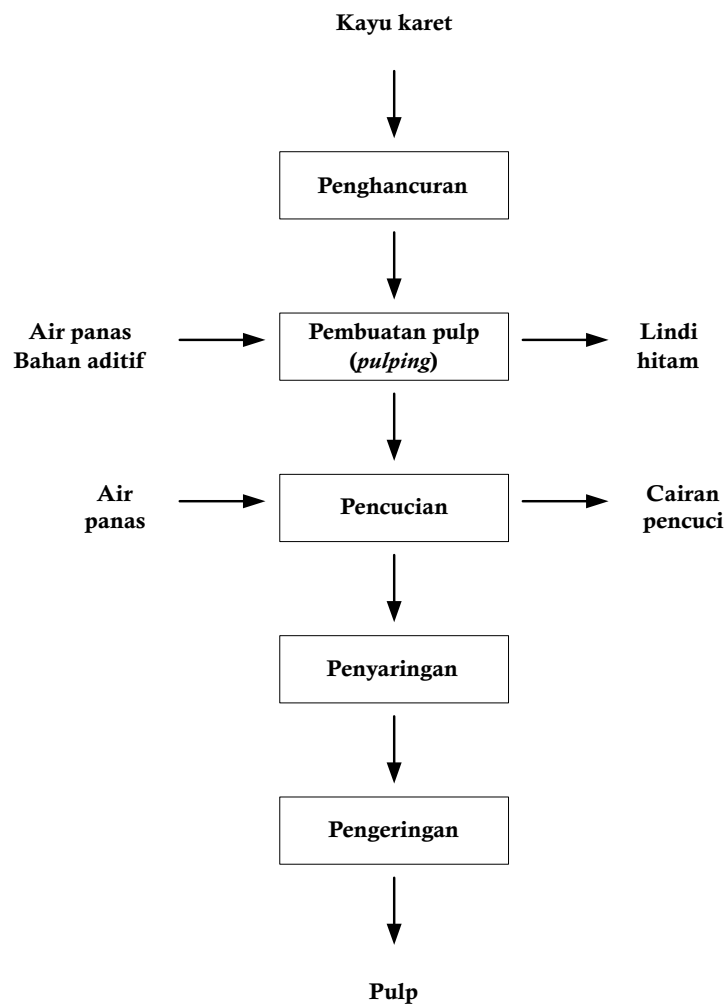 Kayu karet
Penghancuran
Air panas
Bahan aditif
Pembuatan pulp
(pulping)
Lindi
hitam
Air
panas
Pencucian
Cairan
pencuci
Penyaringan
Pengeringan
Pulp